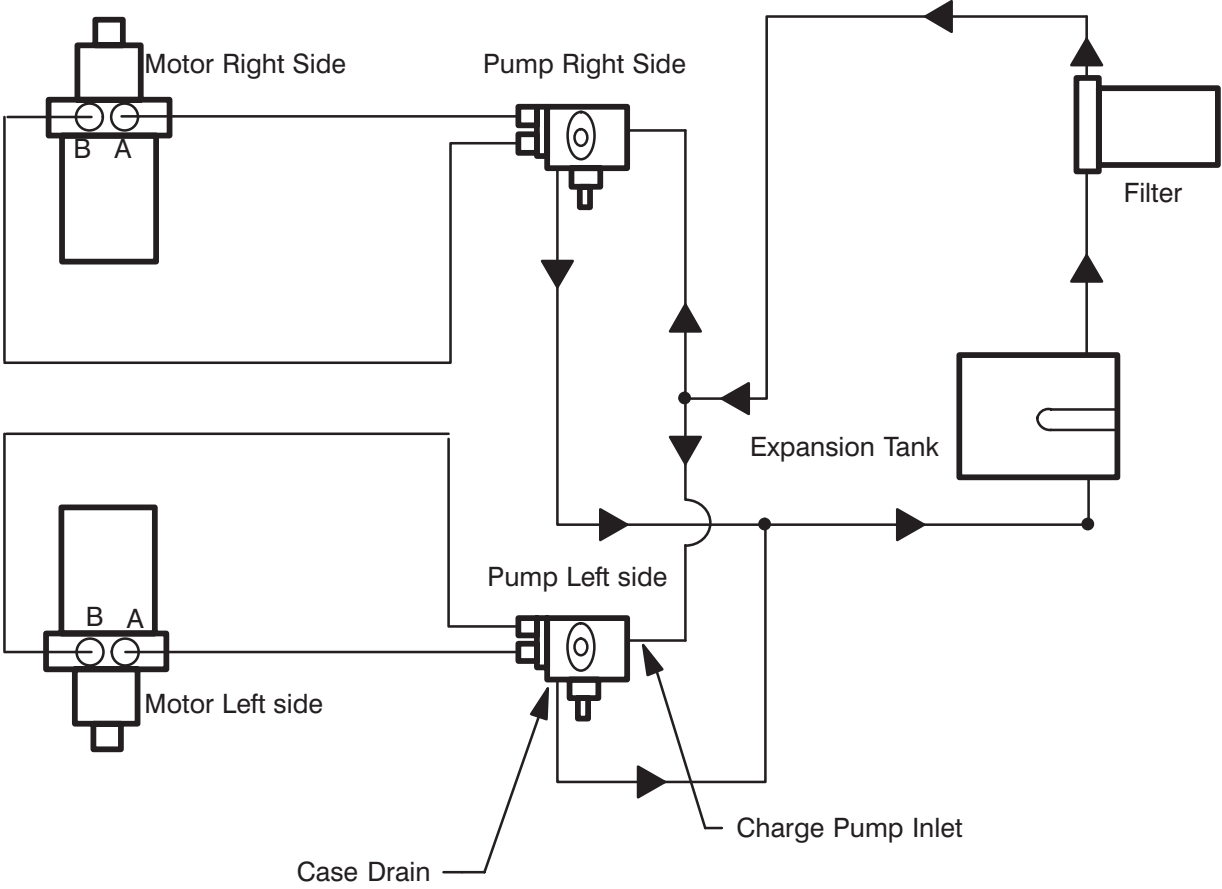 Motor Right Side
Pump Right Side
B A
Filter
Expansion Tank
Pump Left side
B A
Motor Left side
Charge Pump Inlet
Case Drain